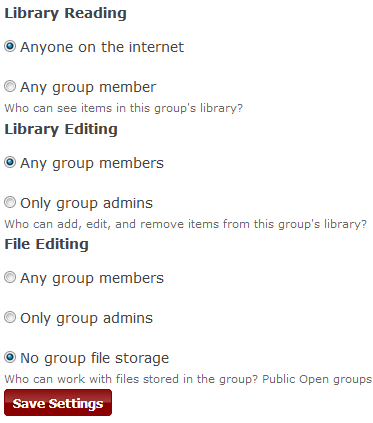 Library Reading
Anyone on the internet
Any group member
Who can see items in this group's library?
Library Editing
Any group members
Only group admins
Who can add, edit, and remove items from this group's library?
File Editing
Any group members
Only group admins
No group file storage
Who can work with files stored in the group? Public Open groups
Save Settings